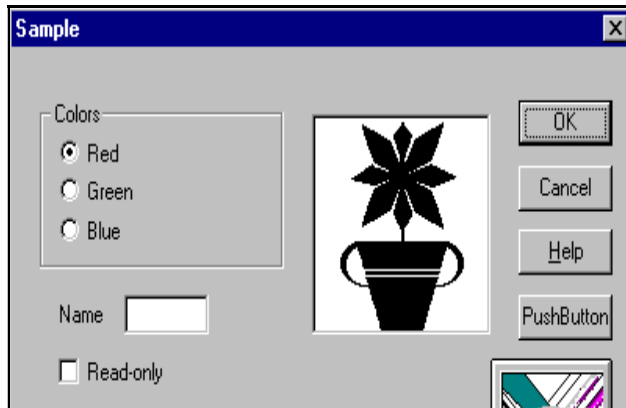 Sample
Colors
Red
Green
Blue
Name
Read-only
OK
Cancel
Help
PushButton